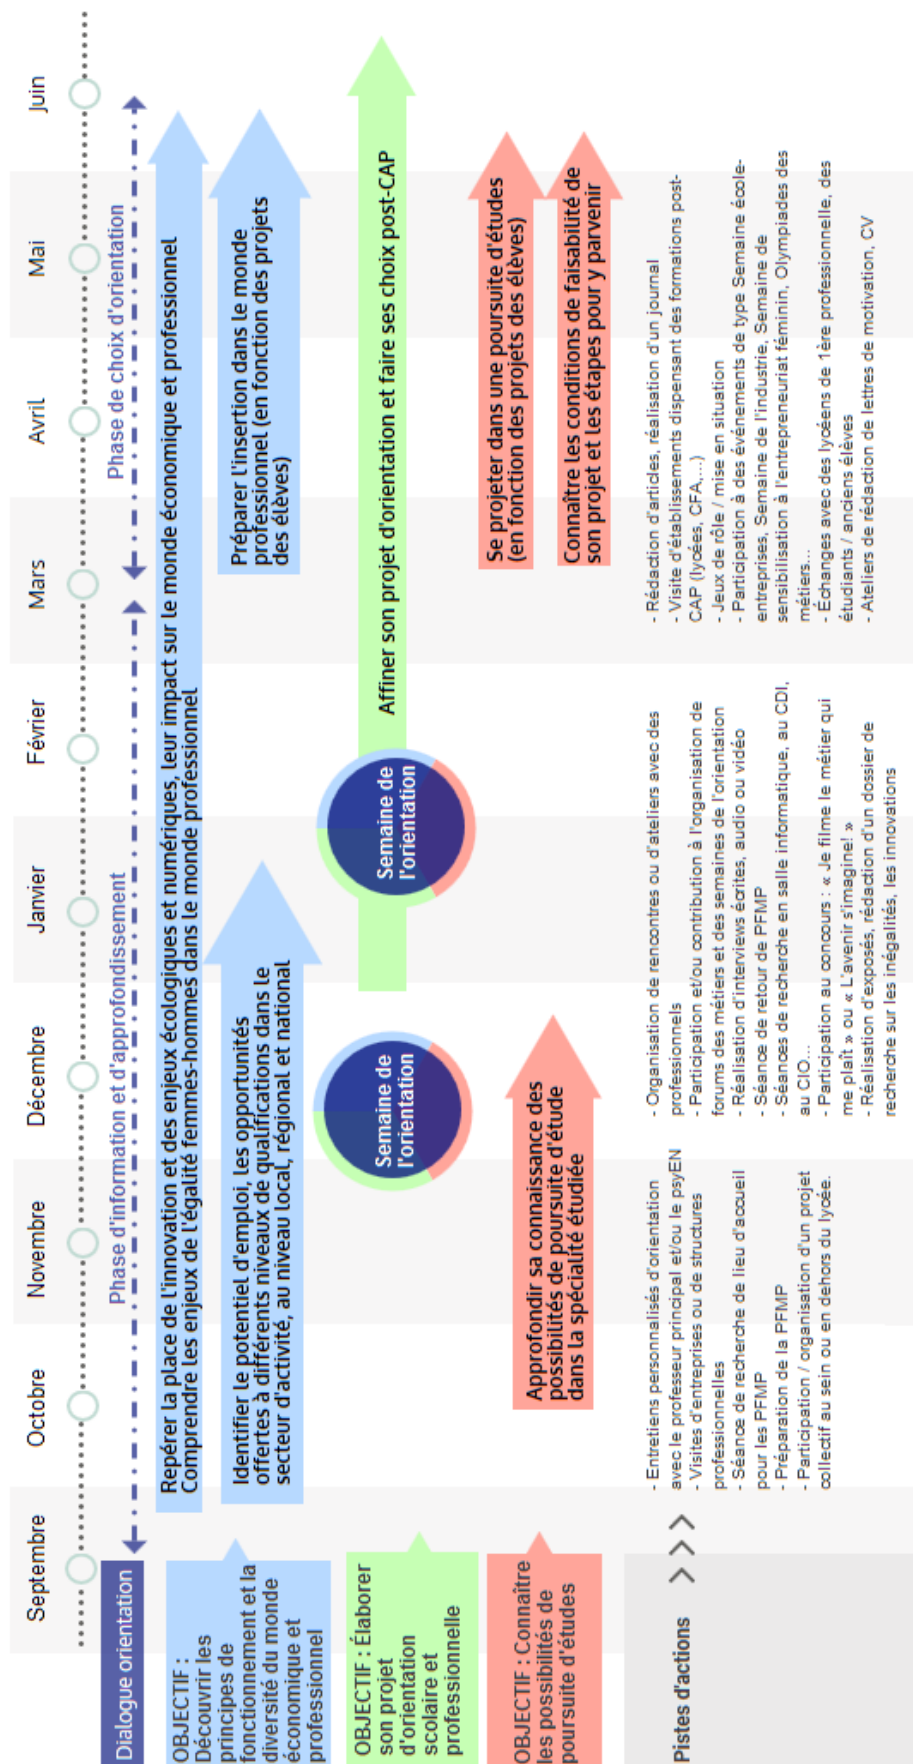 Septembre
Octobre
Novembre
Décembre
Janvier
Février
Mars
Avril
Mai
Juin
Dialogue orientation
Phase d'information et d'approfondissement
Phase de choix d'orientation
OBJECTIF :
Découvrir les
principes de
fonctionnement et la
diversité du monde
économique et
professionnel
Repérer la place de l'innovation et des enjeux écologiques et numériques, leur impact sur le monde économique et professionnel
Comprendre les enjeux de l'égalité femmes-hommes dans le monde professionnel
Identifier le potentiel d'emploi, les opportunités
offertes à différents niveaux de qualifications dans le
secteur d'activité, au niveau local, régional et national
Préparer l'insertion dans le monde
professionnel (en fonction des projets
des élèves)
OBJECTIF : Élaborer
son projet
d'orientation
scolaire et
professionnelle
Semaine de
l'orientation
Semaine de
l'orientation
Affiner son projet d'orientation et faire ses choix post-CAP
OBJECTIF : Connaître
les possibilités de
poursuite d'études
Approfondir sa connaissance des
possibilités de poursuite d'étude
dans la spécialité étudiée
Se projeter dans une poursuite d'études
(en fonction des projets des élèves)
Connaître les conditions de faisabilité de
son projet et les étapes pour y parvenir
Pistes d'actions
- Entretiens personnalisés d'orientation
avec le professeur principal et/ou le psyEN
- Visites d'entreprises ou de structures
professionnelles
- Séance de recherche de lieu d'accueil
pour les PFMP
- Préparation de la PFMP
- Participation / organisation d'un projet
collectif au sein ou en dehors du lycée.
- Organisation de rencontres ou d'ateliers avec des
professionnels
- Participation et/ou contribution à l'organisation de
forums des métiers et des semaines de l'orientation
- Réalisation d'interviews écrites, audio ou vidéo
- Séance de retour de PFMP
- Séances de recherche en salle informatique, au CDI,
au CIO...
- Participation au concours : « Je filme le métier qui
me plaît » ou « L'avenir s'imagine! »
- Réalisation d'exposés, rédaction d'un dossier de
recherche sur les inégalités, les innovations
- Rédaction d'articles, réalisation d'un journal
- Visite d'établissements dispensant des formations post-
CAP (lycées, CFA,...)
- Jeux de rôle / mise en situation
- Participation à des événements de type Semaine école-
entreprises, Semaine de l'industrie, Semaine de
sensibilisation à l'entrepreneuriat féminin, Olympiades des
métiers...
- Échanges avec des lycéens de 1ère professionnelle, des
étudiants / anciens élèves
- Ateliers de rédaction de lettres de motivation, CV